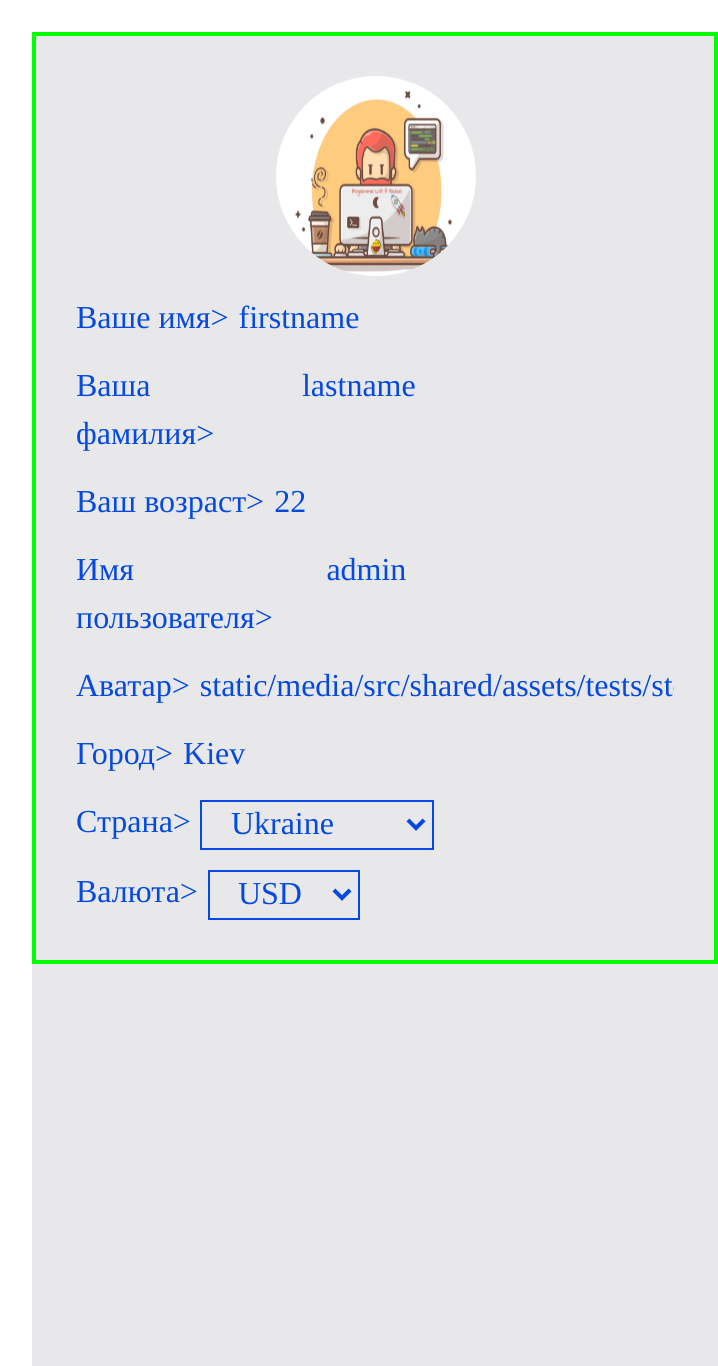 Ваше имя> firstname
Ваша lastname
фамилия>
Ваш возраст> 22
Имя admin
пользователя>
Аватар> static/media/src/shared/assets/tests/st
Город> Kiev
Страна> Ukraine
Валюта> USD